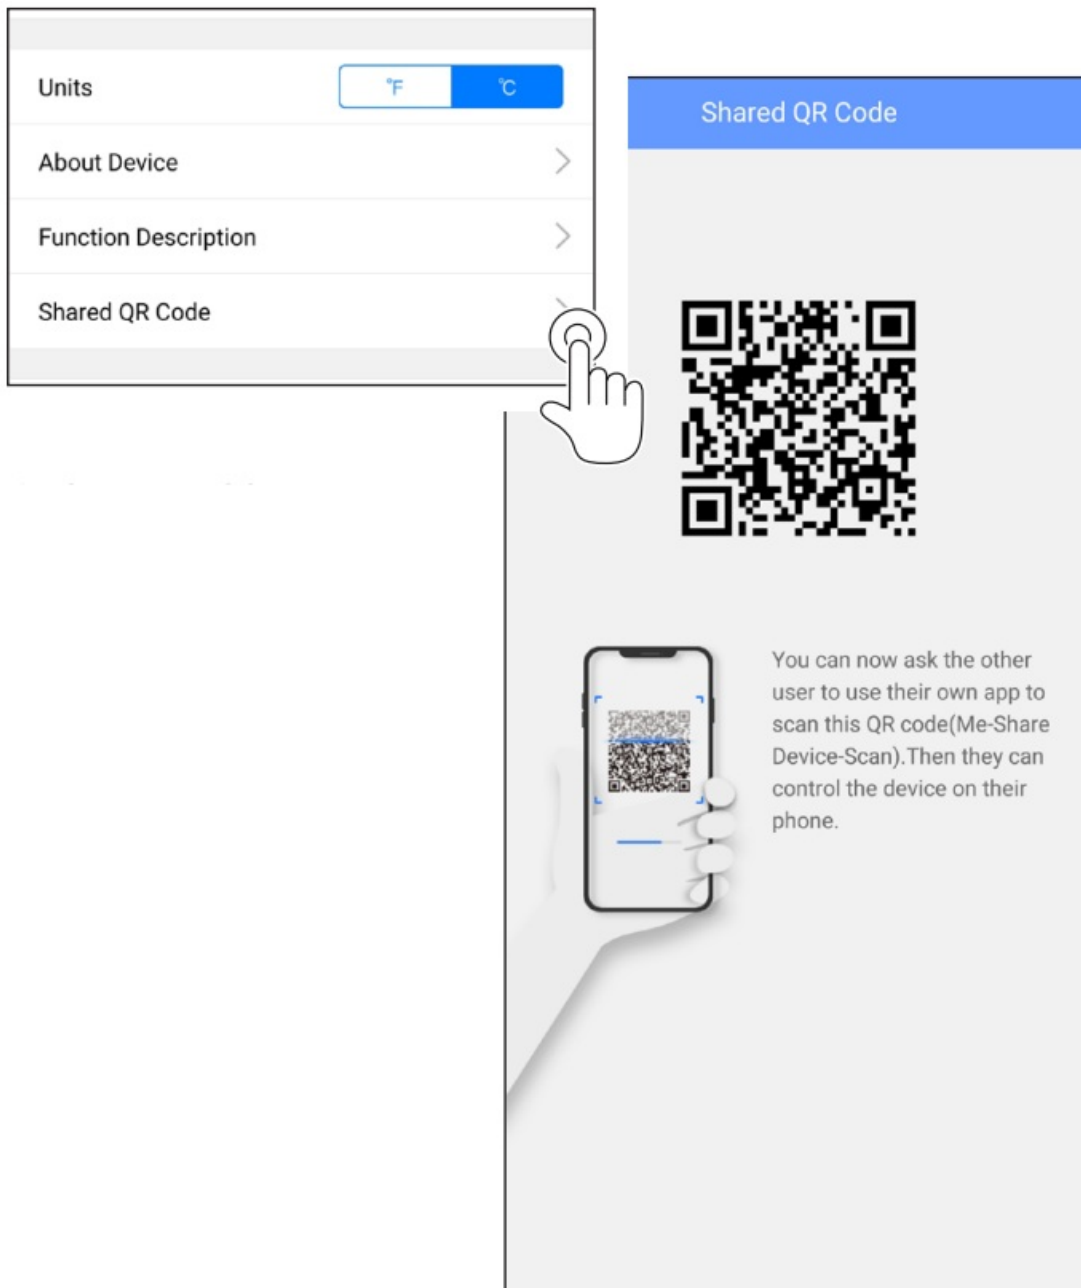 Units
°F
°C
About Device
Function Description
Shared QR Code
Shared QR Code
You can now ask the other
user to use their own app to
scan this QR code(Me-Share
Device-Scan).Then they can
control the device on their
phone.